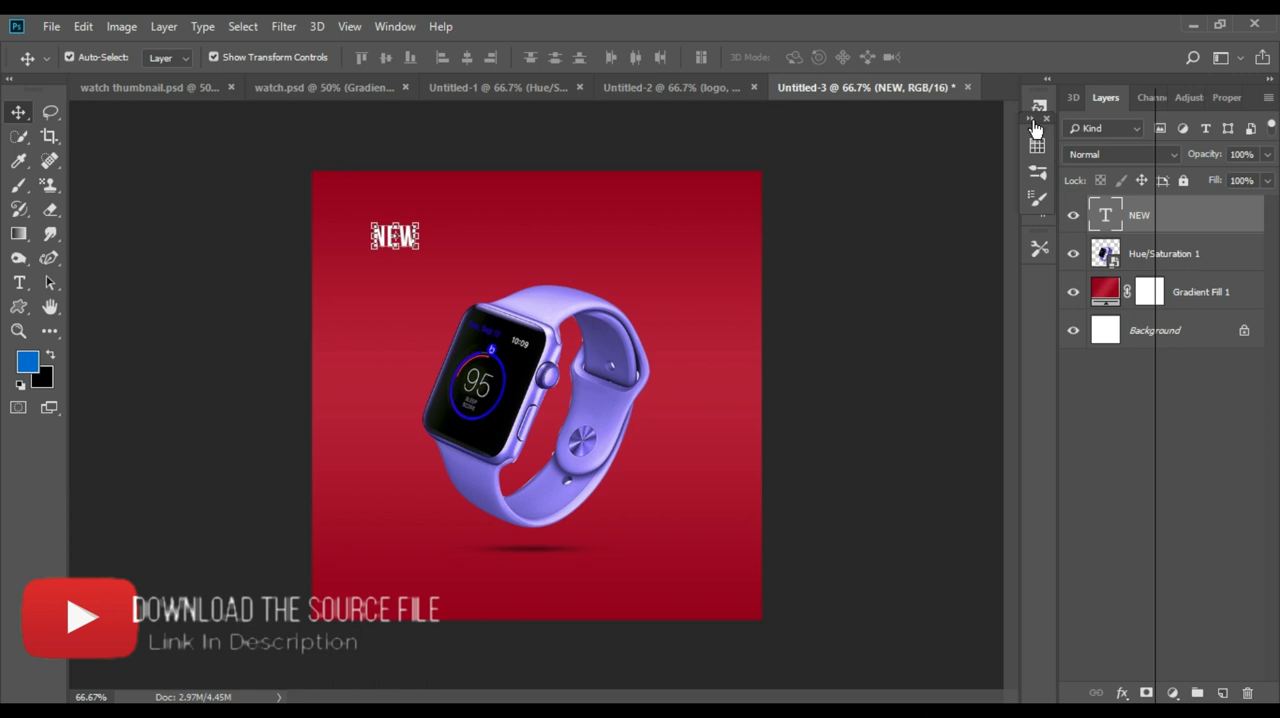 Ps File Edit Image Layer Type Select Filter 3D View Window Help
Auto-Select: Layer Show Transform Controls 3D Mode:
watch thumbnail.psd @ 50... × watch.psd @ 50% (Gradien... × Untitled-1 @ 66.7% (Hue/S... × Untitled-2 @ 66.7% (logo, ... × Untitled-3 @ 66.7% (NEW, RGB/16) * ×
3D Layers Chann Adjust Proper
Kind
Normal Opacity: 100%
Lock: Fill: 100%
NEW
Hue/Saturation 1
Gradient Fill 1
Background
NEW
10:09
95
SLEEP
SCORE
DOWNLOAD THE SOURCE FILE
Link In Description
66.67% Doc: 2.97M/4.45M